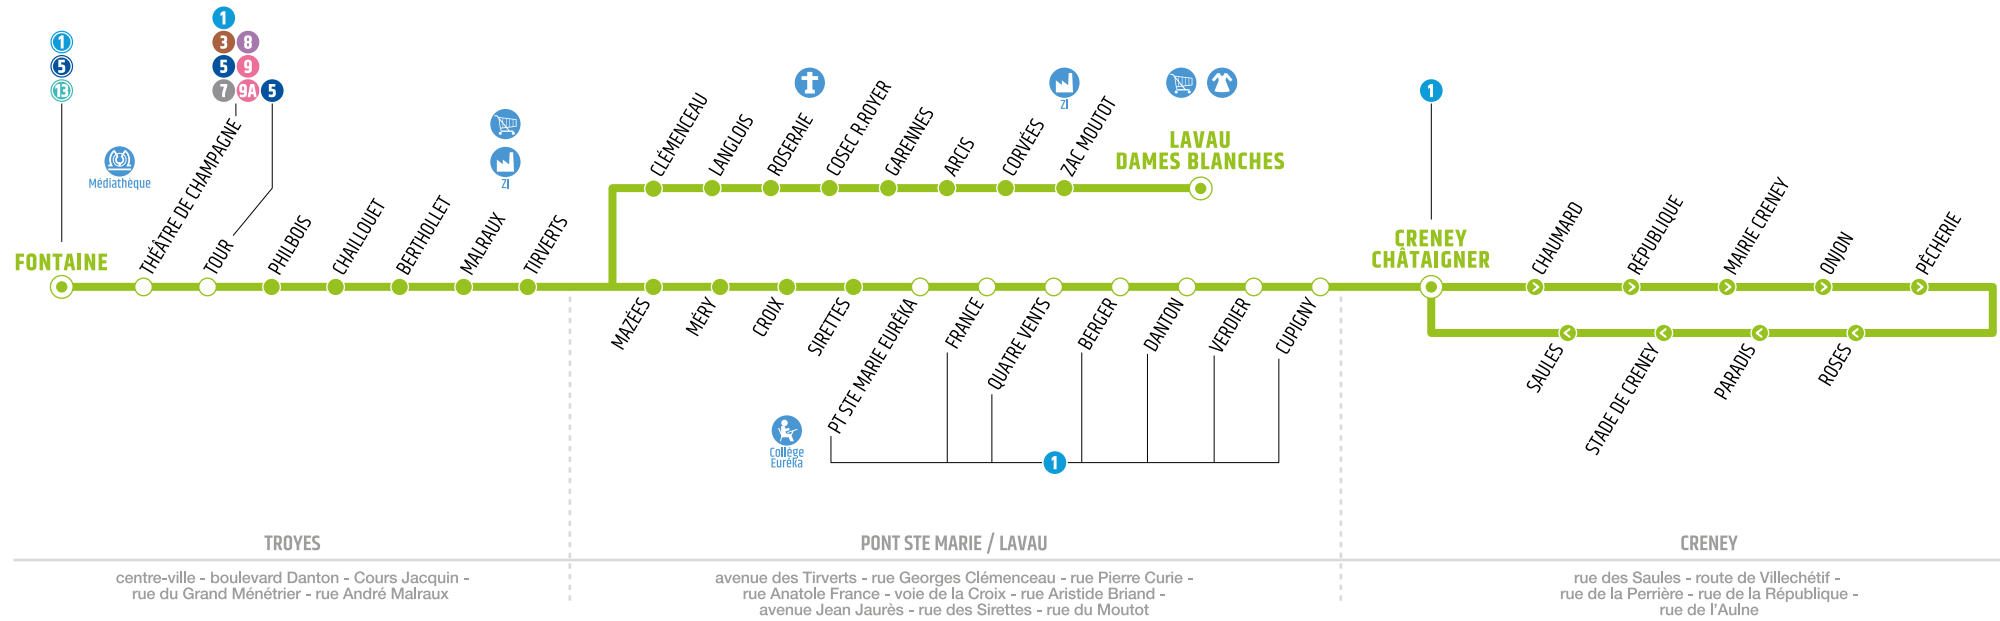 1
5
13
Médiathèque
1
3 8
5 9
7 9A 5
FONTAINE
THÉÂTRE DE CHAMPAGNE
TOUR
PHILBOIS
CHAILLOUET
BERTHOLLET
MALRAUX
TIRVERTS
ZI
CLÉMENCEAU
LANGLOIS
ROSERAIE
COSEC R.ROYER
GARENNES
ARCIS
CORVÉES
ZAC MOUTOT
ZI
LAVAU
DAMES BLANCHES
MAZÉES
MÉRY
CROIX
SIRETTES
PT STE MARIE EURÊKA
FRANCE
QUATRE VENTS
BERGER
DANTON
VERDIER
CUPIGNY
Collège
Eurêka
1
1
CRENEY
CHÂTAIGNER
CHAUMARD
RÉPUBLIQUE
MAIRIE CRENEY
ONJON
PÊCHERIE
SAULES
STADE DE CRENEY
PARADIS
ROSES
TROYES
centre-ville - boulevard Danton - Cours Jacquin -
rue du Grand Ménétrier - rue André Malraux
PONT STE MARIE / LAVAU
avenue des Tirverts - rue Georges Clémenceau - rue Pierre Curie -
rue Anatole France - voie de la Croix - rue Aristide Briand -
avenue Jean Jaurès - rue des Sirettes - rue du Moutot
CRENEY
rue des Saules - route de Villechétif -
rue de la Perrière - rue de la République -
rue de l'Aulne